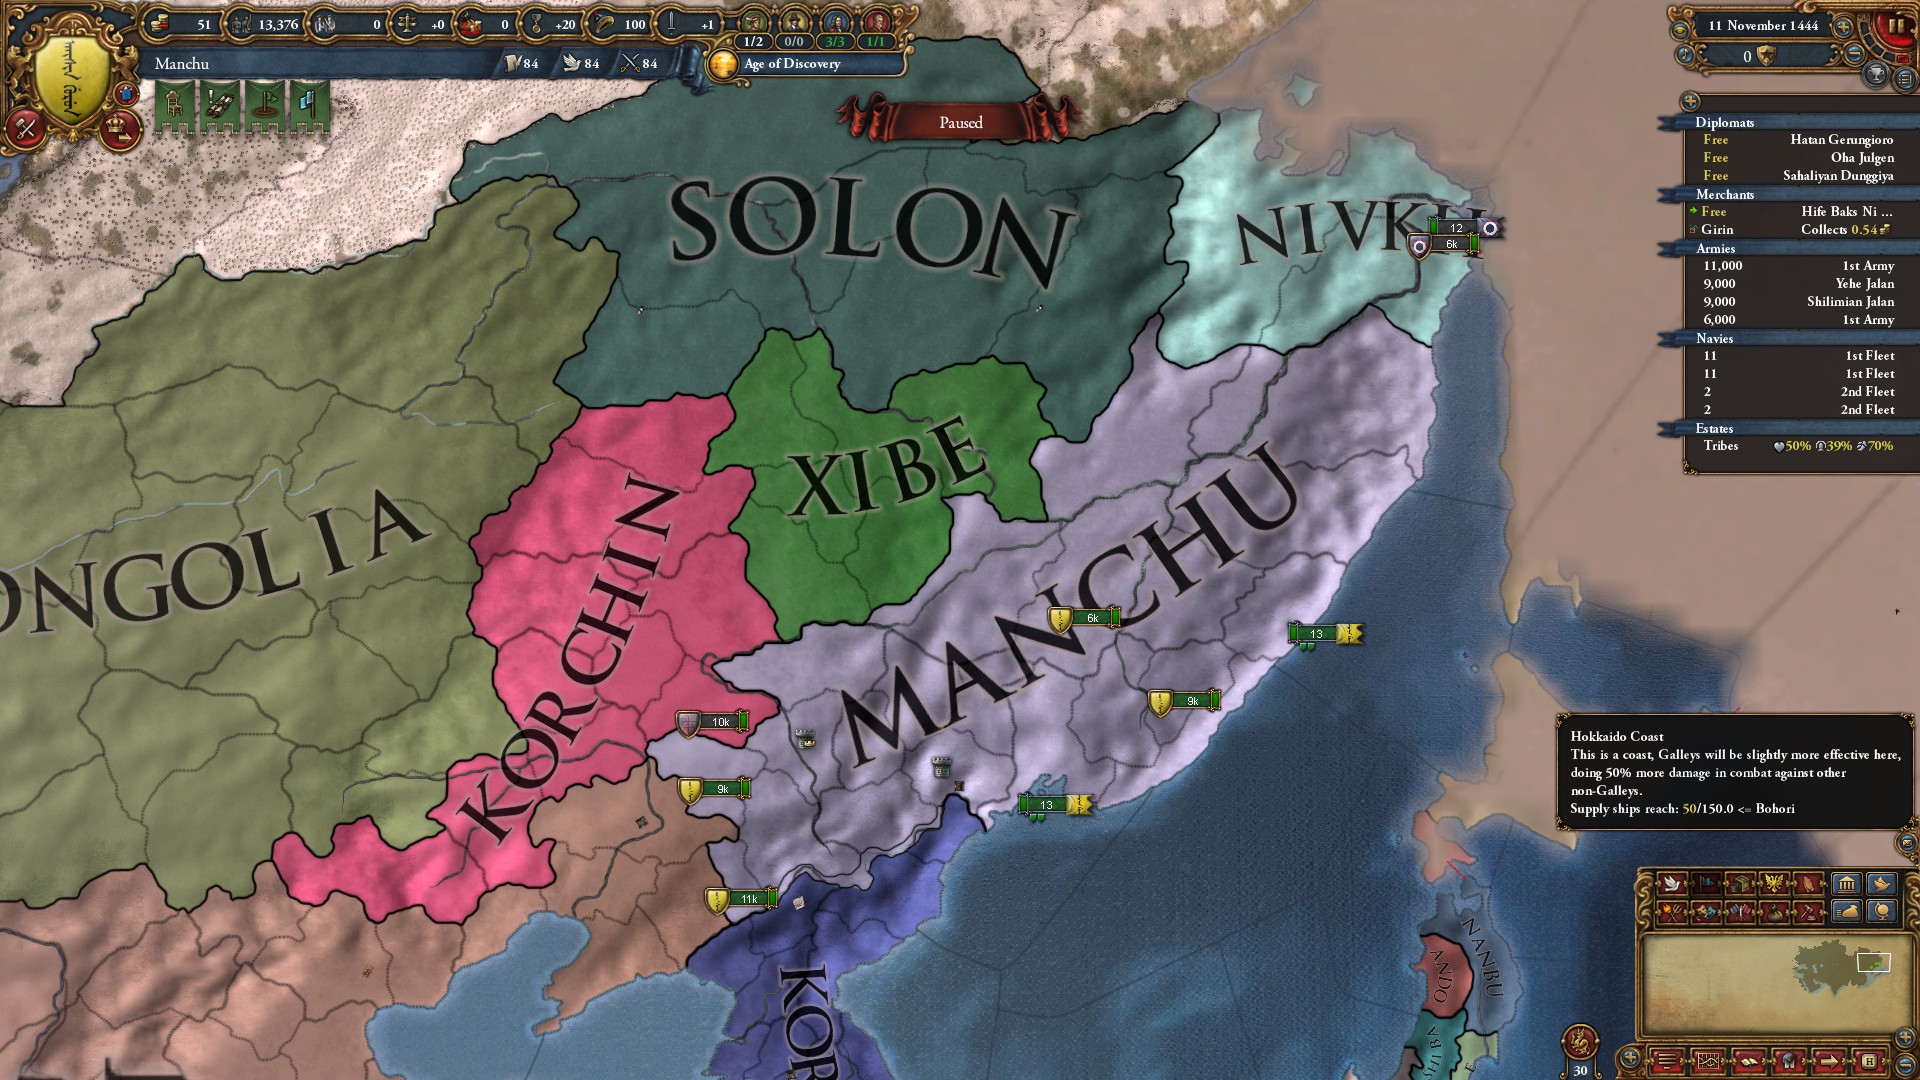 51
13,376
0
+0
0
+20
100
+1
1/2
0/0
3/3
1/1
Manchu
84
84
84
Age of Discovery
11 November 1444
0
Paused
Diplomats
Free Hatan Gerungioro
Free Oha Julgen
Free Sahaliyan Dunggiya
Merchants
Free Hife Baks Ni ...
Girin Collects 0.54
Armies
11,000 1st Army
9,000 Yehe Jalan
9,000 Shilimian Jalan
6,000 1st Army
Navies
11 1st Fleet
11 1st Fleet
2 2nd Fleet
2 2nd Fleet
Estates
Tribes 50% 39% 70%
SOLON
NIVKH
12
6k
XIBE
ONGOLIA
KORCHIN
MANCHU
6k
13
9k
10k
9k
13
11k
KOR
Hokkaido Coast
This is a coast, Galleys will be slightly more effective here,
doing 50% more damage in combat against other
non-Galleys.
Supply ships reach: 50/150.0 <= Bohori
NANBU
ANDO
SHIBA
30
H